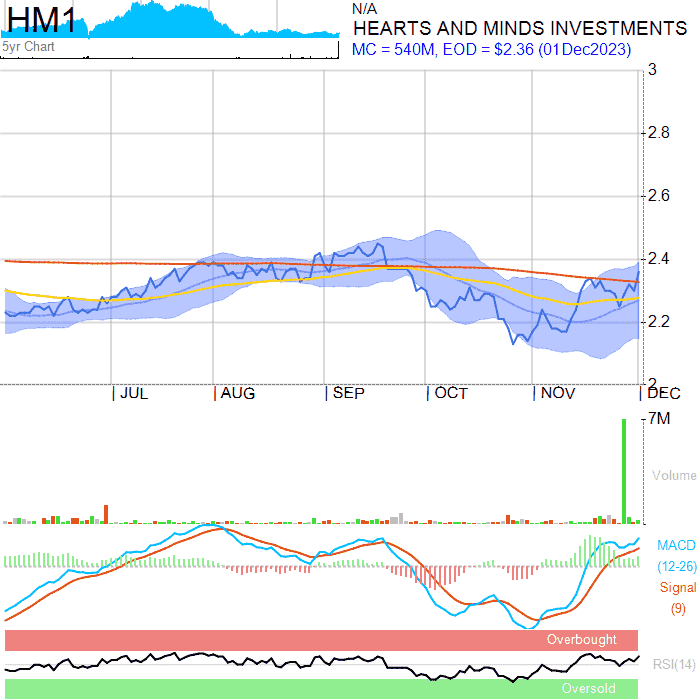 HM1
5yr Chart
N/A
HEARTS AND MINDS INVESTMENTS
MC = 540M, EOD = $2.36 (01Dec2023)
3
2.8
2.6
2.4
2.2
2
JUL AUG SEP OCT NOV DEC
7M
Volume
MACD
(12-26)
Signal
(9)
Overbought
RSI(14)
Oversold